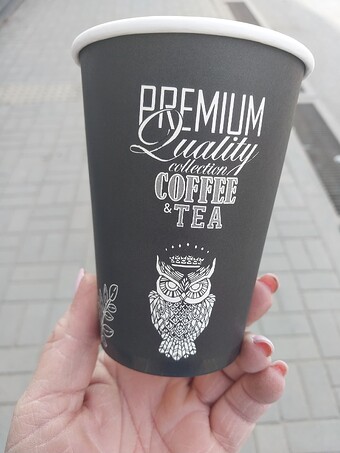 PREMIUM
Quality
collection
COFFEE
& TEA